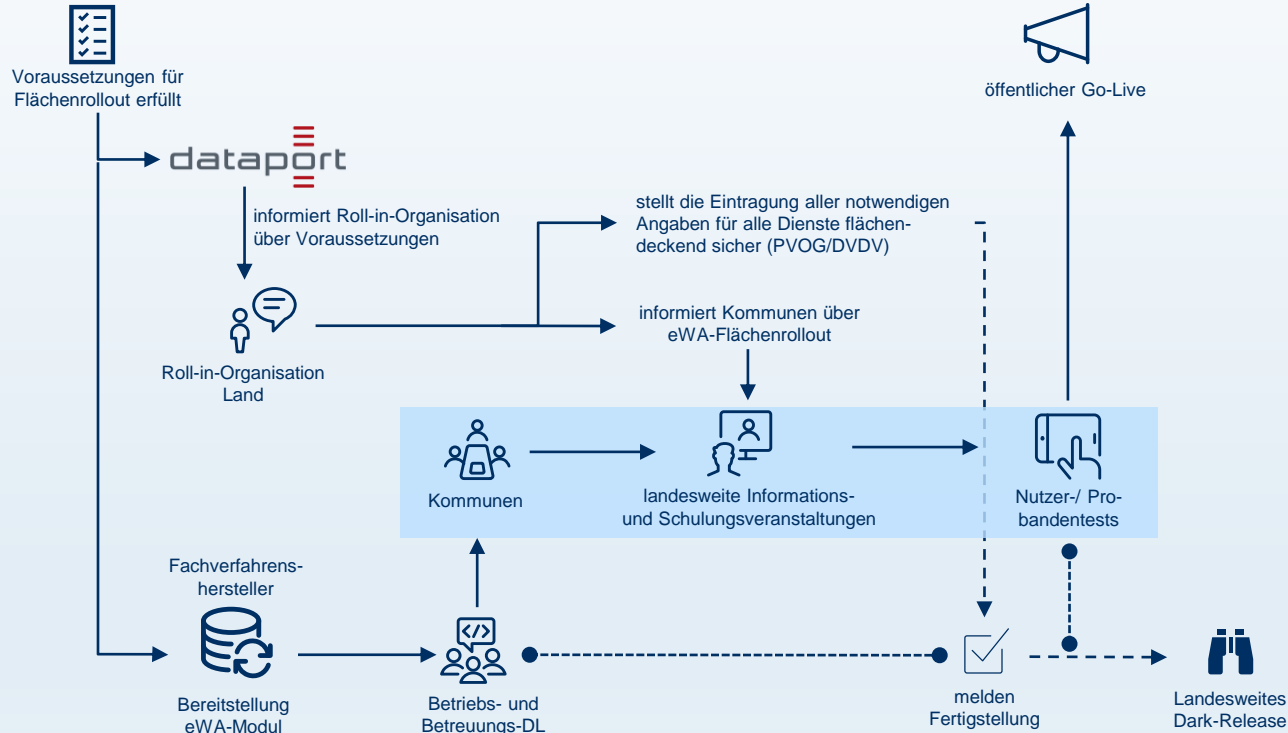 Voraussetzungen für
Flächenrollout erfüllt
öffentlicher Go-Live
dataport
informiert Roll-in-Organisation
über Voraussetzungen
stellt die Eintragung aller notwendigen
Angaben für alle Dienste flächen-
deckend sicher (PVOG/DVDV)
informiert Kommunen über
eWA-Flächenrollout
Roll-in-Organisation
Land
Kommunen
landesweite Informations-
und Schulungsveranstaltungen
Nutzer-/ Pro-
bandentests
Fachverfahrens-
hersteller
</>
Bereitstellung
eWA-Modul
Betriebs- und
Betreuungs-DL
melden
Fertigstellung
Landesweites
Dark-Release